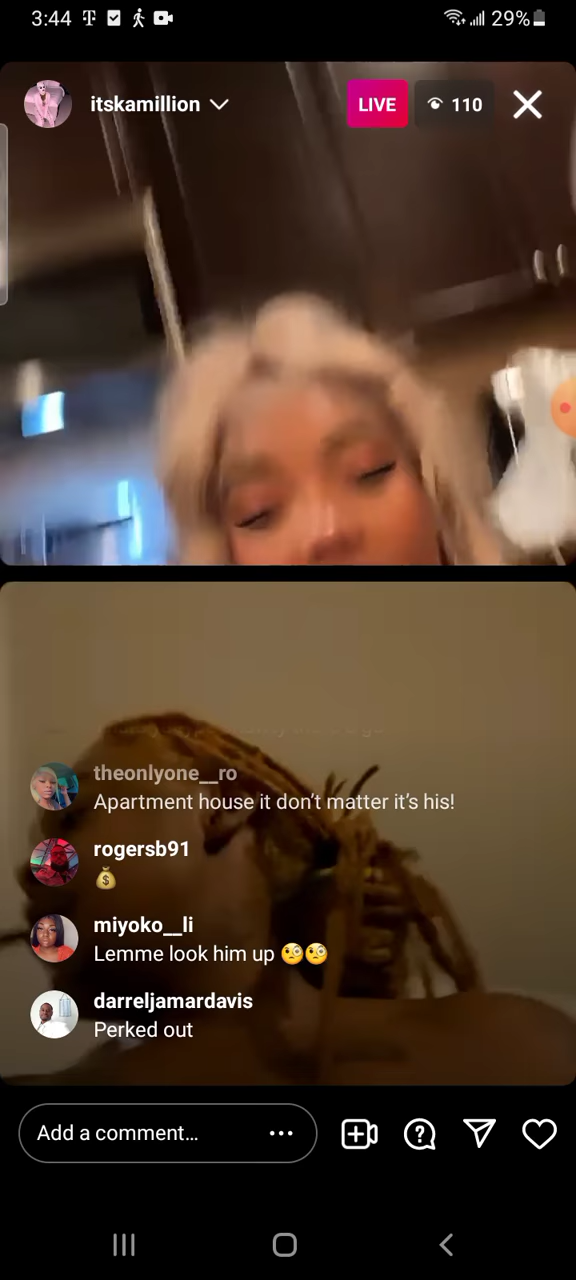 3:44
29%
itskamillion
LIVE
110
theonlyone__ro
Apartment house it don’t matter it’s his!
rogersb91
💰
miyoko__li
Lemme look him up 🧐🧐
darreljamardavis
Perked out
Add a comment…